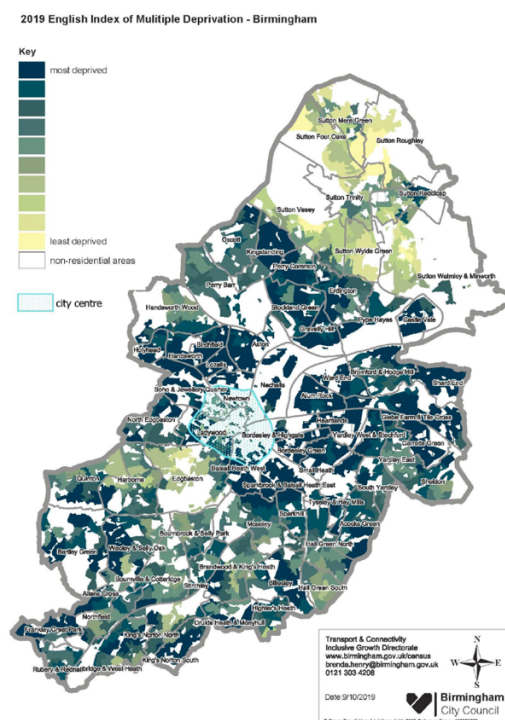 2019 English Index of Mulitiple Deprivation - Birmingham
Key
most deprived
least deprived
non-residential areas
city centre
Sutton Mere Green
Sutton Four Oaks
Sutton Roughley
Sutton Trinity
Sutton Reddicap
Sutton Vesey
Sutton Wylde Green
Sutton Walmley & Minworth
Oscott
Kingstanding
Perry Common
Perry Barr
Erdington
Handsworth Wood
Stockland Green
Pype Hayes
Castle Vale
Gravelly Hill
Birchfield
Aston
Holyhead
Handsworth
Lozells
Ward End
Bromford & Hodge Hill
Shard End
Nechells
Alum Rock
Soho & Jewellery Quarter
Newtown
Heartlands
Glebe Farm & Tile Cross
North Edgbaston
Ladywood
Bordesley & Highgate
Yardley West & Stechford
Garretts Green
Bordesley Green
Yardley East
Balsall Heath West
Small Heath
Sheldon
Quinton
Harborne
Edgbaston
Sparkbrook & Balsall Heath East
South Yardley
Tyseley & Hay Mills
Sparkhill
Moseley
Acocks Green
Bournbrook & Selly Park
Hall Green North
Bartley Green
Weoley & Selly Oak
Brandwood & King's Heath
Bournville & Cotteridge
Stirchley
Billesley
Hall Green South
Allens Cross
Highter's Heath
Northfield
Druids Heath & Monyhull
Frankley Great Park
King's Norton North
King's Norton South
Rubery & Rednal
Longbridge & West Heath
Transport & Connectivity
Inclusive Growth Directorate
www.birmingham.gov.uk/census
brenda.henry@birmingham.gov.uk
0121 303 4208
N
W
E
S
Date:9/10/2019
Birmingham
City Council